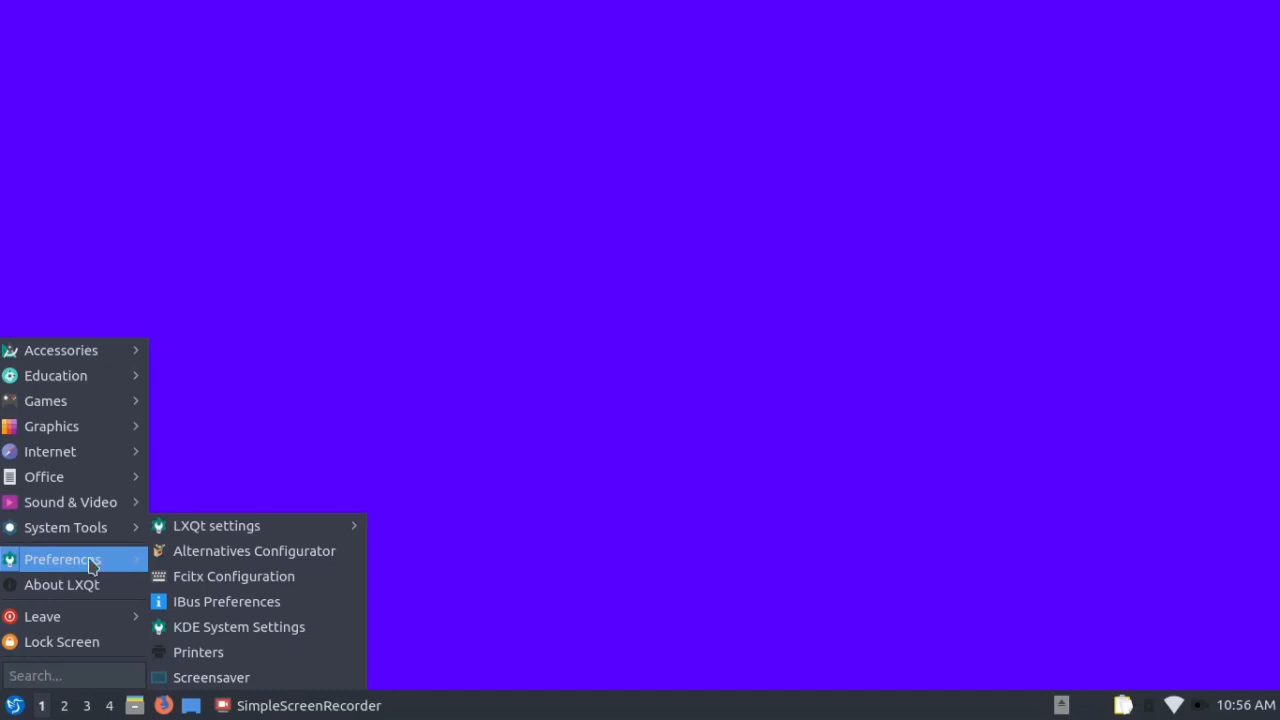 Accessories
Education
Games
Graphics
Internet
Office
Sound & Video
System Tools
Preferences
About LXQt
Leave
Lock Screen
Search...
LXQt settings
Alternatives Configurator
Fcitx Configuration
IBus Preferences
KDE System Settings
Printers
Screensaver
1 2 3 4 SimpleScreenRecorder 10:56 AM